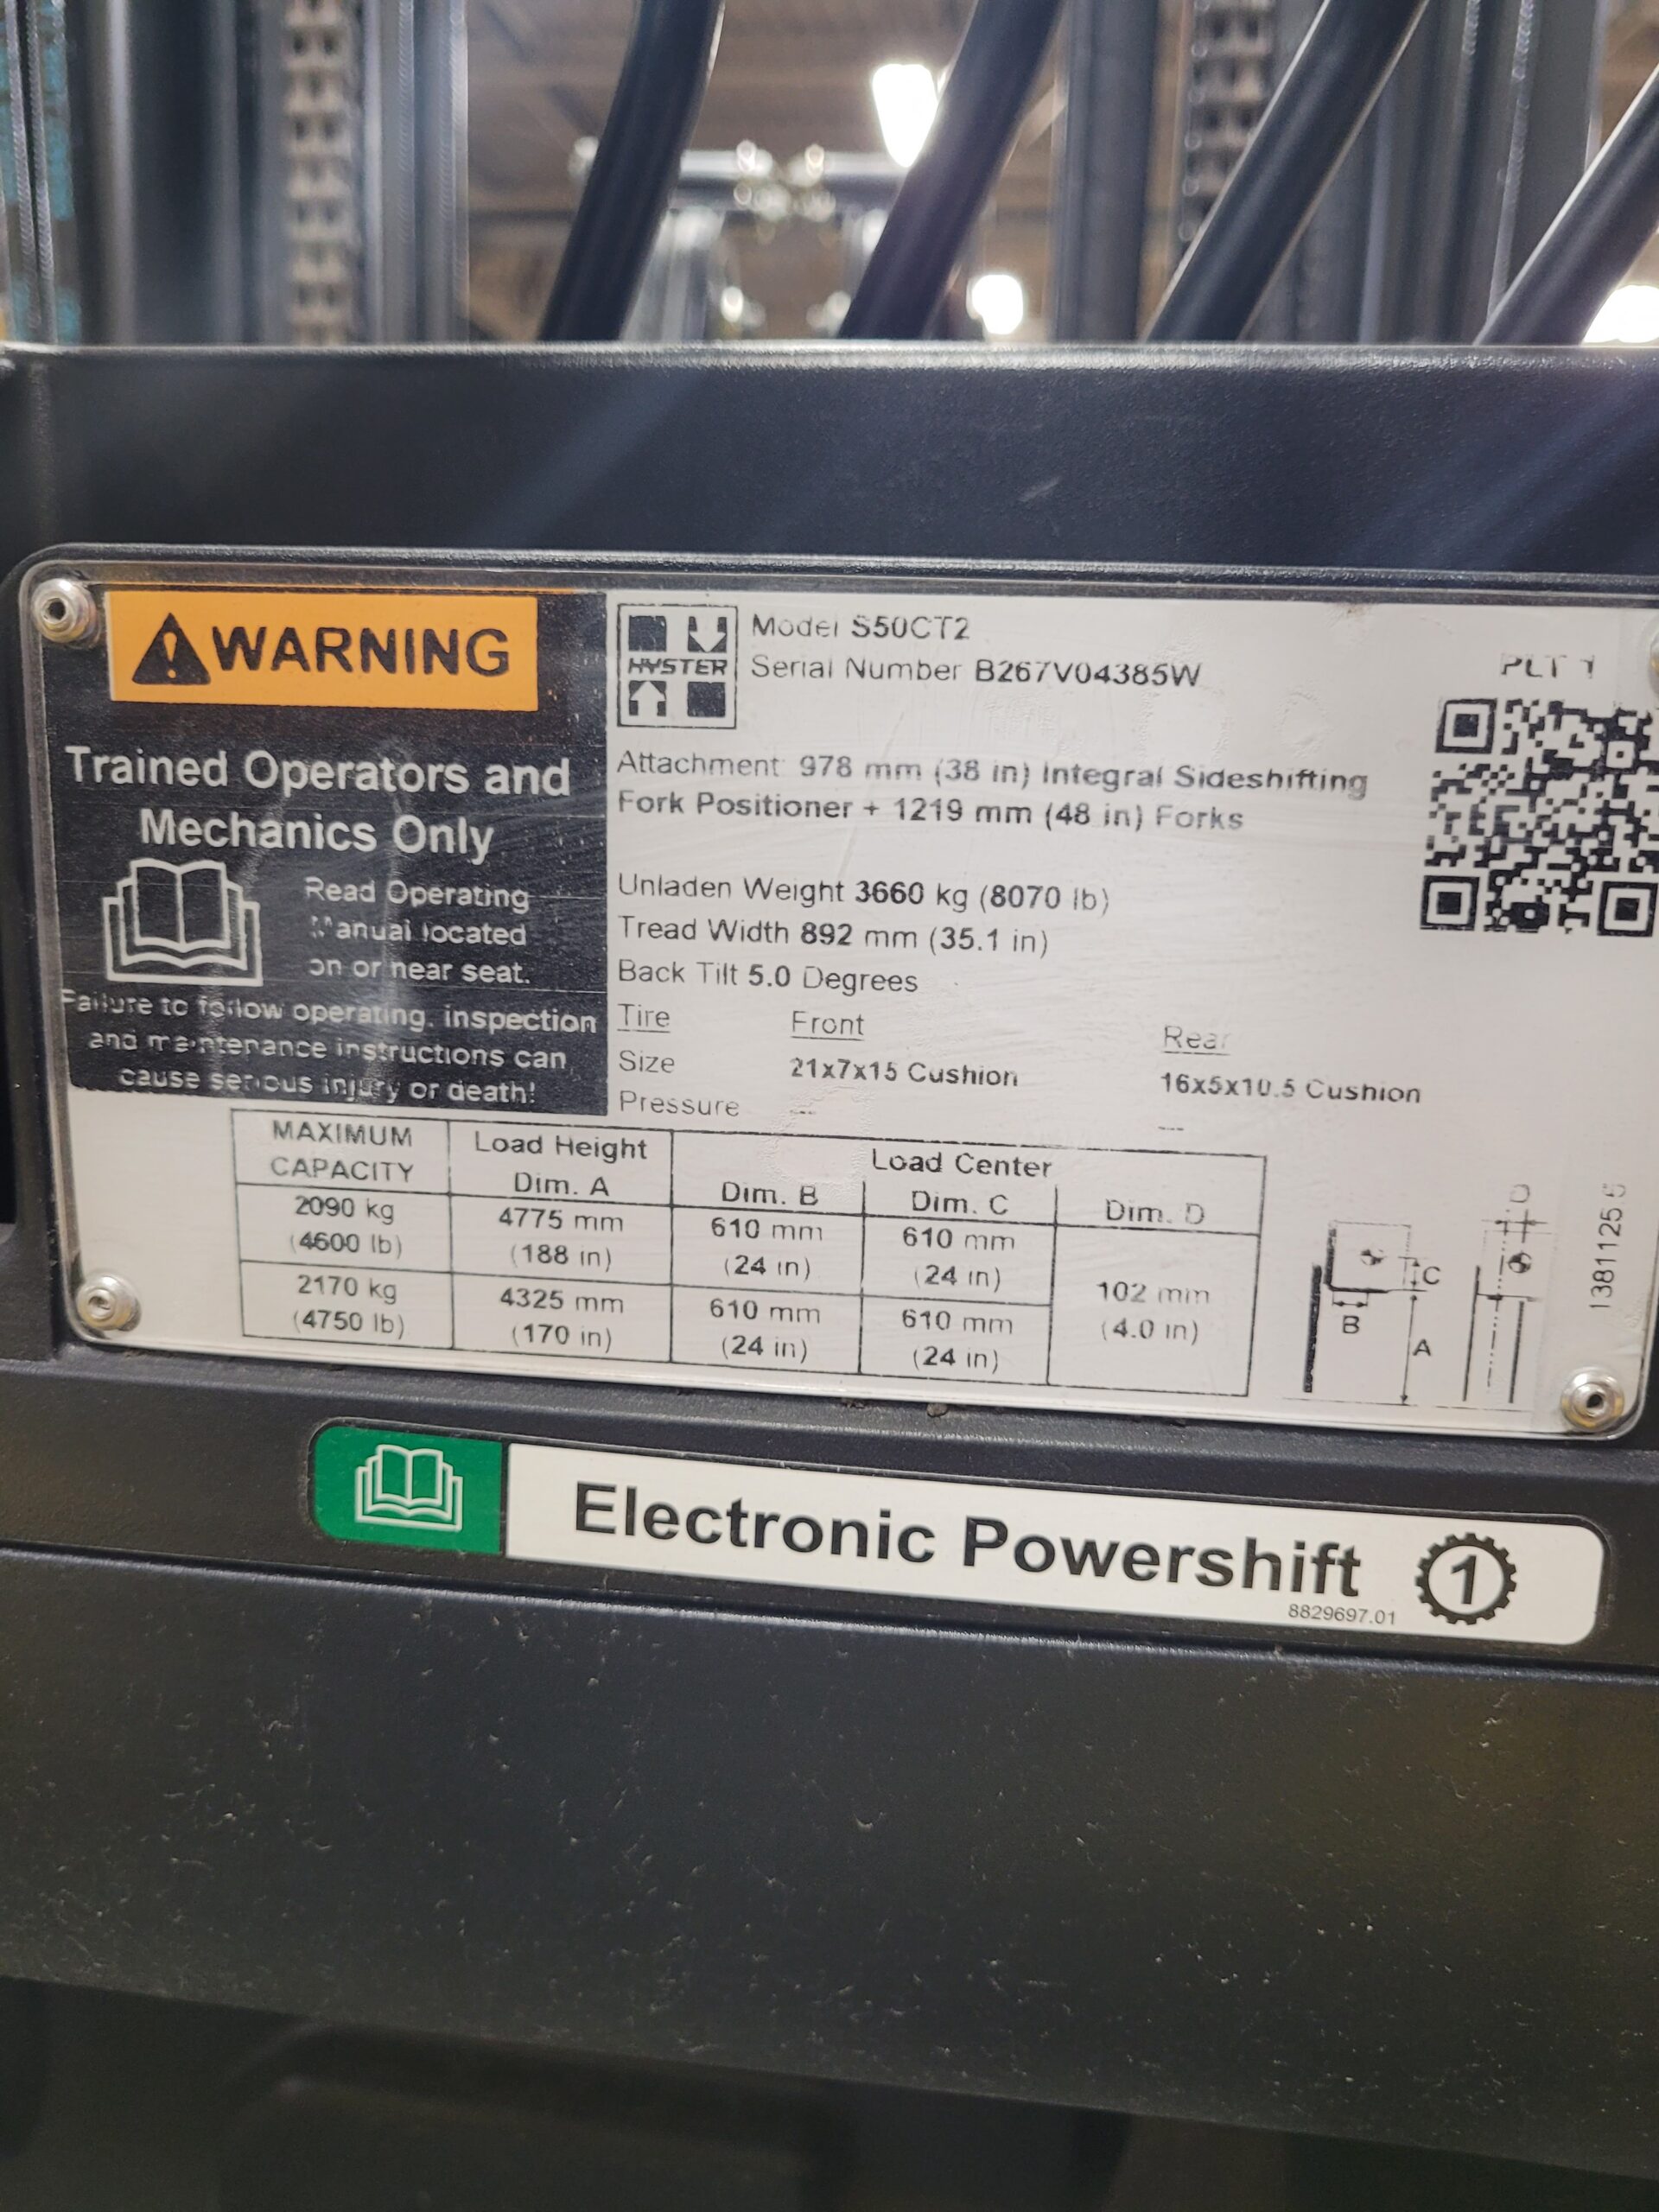 WARNING
Trained Operators and
Mechanics Only
Read Operating
Manual located
on or near seat.
Failure to follow operating, inspection
and maintenance instructions can
cause serious injury or death!
HYSTER
Model S50CT2
Serial Number B267V04385W
PLT 1
Attachment 978 mm (38 in) Integral Sideshifting
Fork Positioner + 1219 mm (48 in) Forks
Unladen Weight 3660 kg (8070 lb)
Tread Width 892 mm (35.1 in)
Back Tilt 5.0 Degrees
Tire Front Rear
Size 21x7x15 Cushion 16x5x10.5 Cushion
Pressure --- ---
MAXIMUM CAPACITY Load Height Dim. A Load Center Dim. B Dim. C Dim. D
2090 kg 4775 mm 610 mm 610 mm
(4600 lb) (188 in) (24 in) (24 in)
102 mm
(4.0 in)
2170 kg 4325 mm 610 mm 610 mm
(4750 lb) (170 in) (24 in) (24 in)
D
C
B
A
Electronic Powershift 1
8829697.01